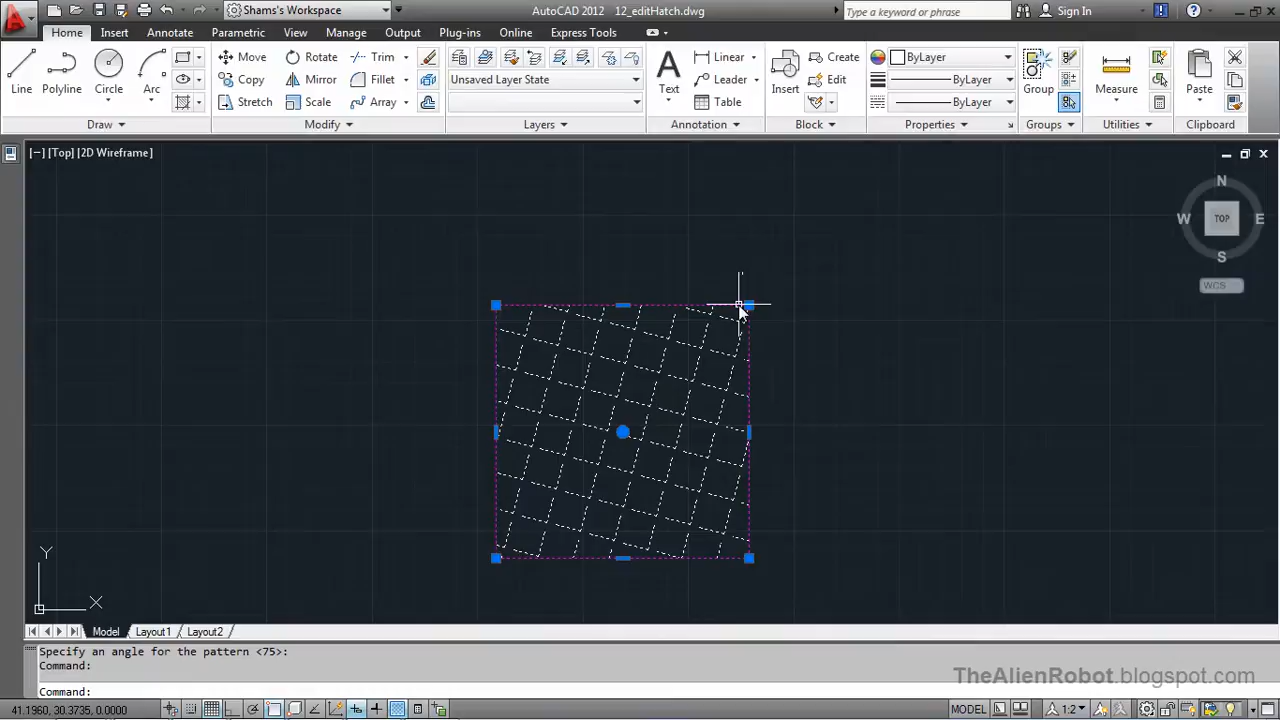 Shams's Workspace
AutoCAD 2012 12_editHatch.dwg
Type a keyword or phrase
Sign In
Home Insert Annotate Parametric View Manage Output Plug-ins Online Express Tools
Line Polyline Circle Arc
Draw
Move Rotate Trim
Copy Mirror Fillet
Stretch Scale Array
Modify
Unsaved Layer State
Layers
Text
Linear
Leader
Table
Annotation
Insert
Create
Edit
Block
ByLayer
ByLayer
ByLayer
Properties
Group
Groups
Measure
Utilities
Paste
Clipboard
[−] [Top] [2D Wireframe]
N
W TOP E
S
WCS
Y
X
Model Layout1 Layout2
Specify an angle for the pattern <75>:
Command:
Command:
TheAlienRobot.blogspot.com
41.1960, 30.3735, 0.0000
MODEL
1:2